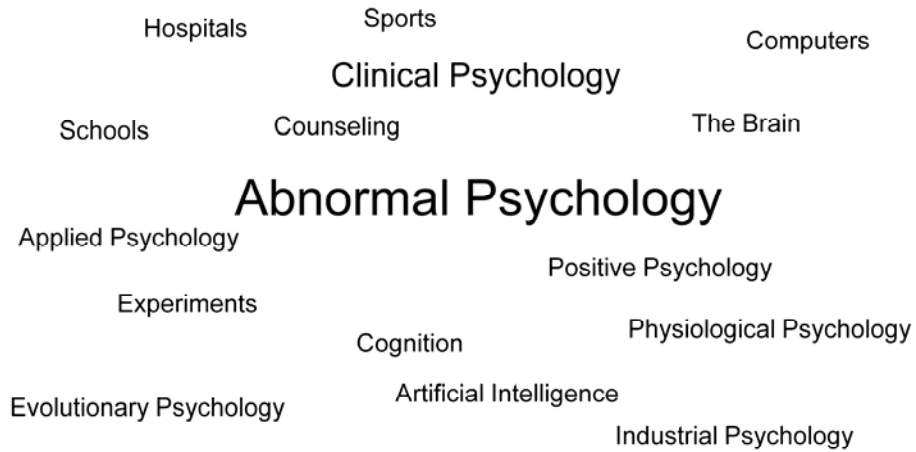 Sports
Hospitals
Computers
Clinical Psychology
Schools
Counseling
The Brain
Abnormal Psychology
Applied Psychology
Positive Psychology
Experiments
Physiological Psychology
Cognition
Artificial Intelligence
Evolutionary Psychology
Industrial Psychology